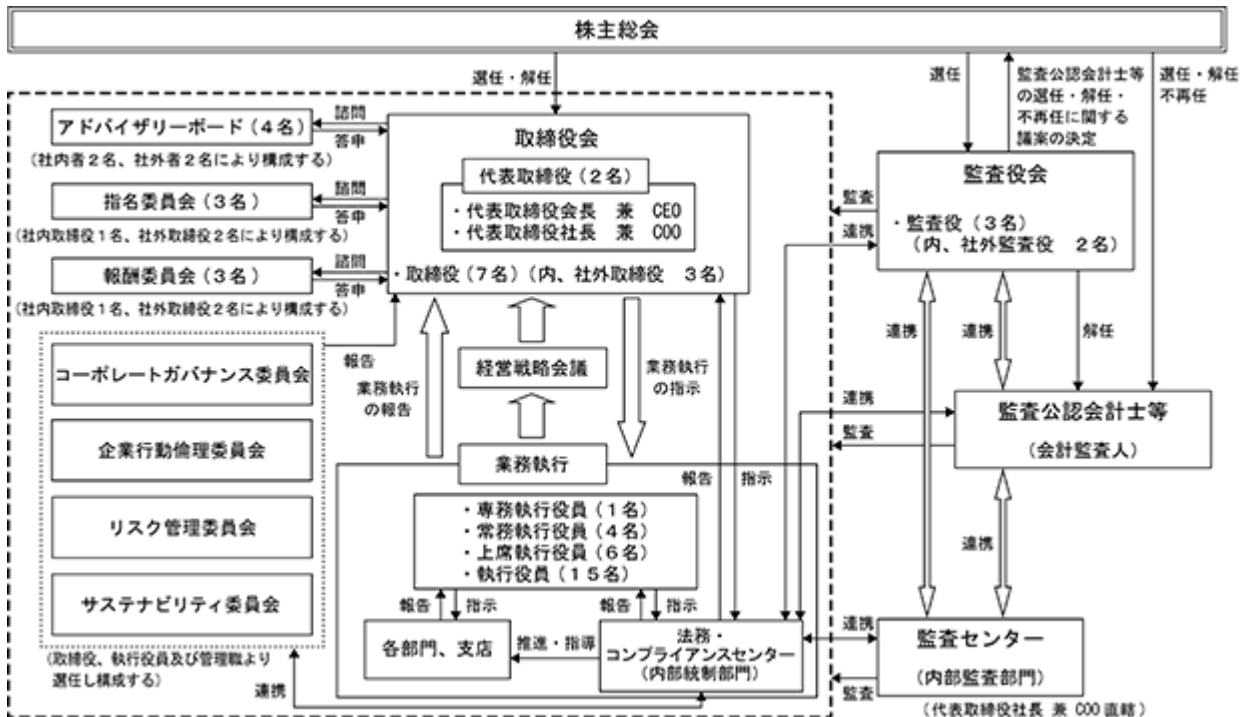 株主総会
選任・解任
選任
監査公認会計士等
の選任・解任・
不再任に関する
議案の決定
選任・解任
不再任
アドバイザリーボード（４名）
（社内者２名、社外者２名により構成する）
諮問
答申
指名委員会（３名）
（社内取締役１名、社外取締役２名により構成する）
諮問
答申
報酬委員会（３名）
（社内取締役１名、社外取締役２名により構成する）
諮問
答申
取締役会
代表取締役（２名）
・代表取締役会長　兼　CEO
・代表取締役社長　兼　COO
・取締役（７名）（内、社外取締役　３名）
監査
連携
監査役会
・監査役（３名）
（内、社外監査役　２名）
コーポレートガバナンス委員会
企業行動倫理委員会
リスク管理委員会
サステナビリティ委員会
（取締役、執行役員及び管理職より
選任し構成する）
報告
業務執行
の報告
経営戦略会議
業務執行
の指示
連携
連携
解任
連携
監査
監査公認会計士等
（会計監査人）
業務執行
・専務執行役員（１名）
・常務執行役員（４名）
・上席執行役員（６名）
・執行役員（１５名）
報告
指示
報告
指示
報告
指示
各部門、支店
推進・指導
法務・
コンプライアンスセンター
（内部統制部門）
連携
連携
連携
監査
監査センター
（内部監査部門）
（代表取締役社長　兼　COO 直轄）